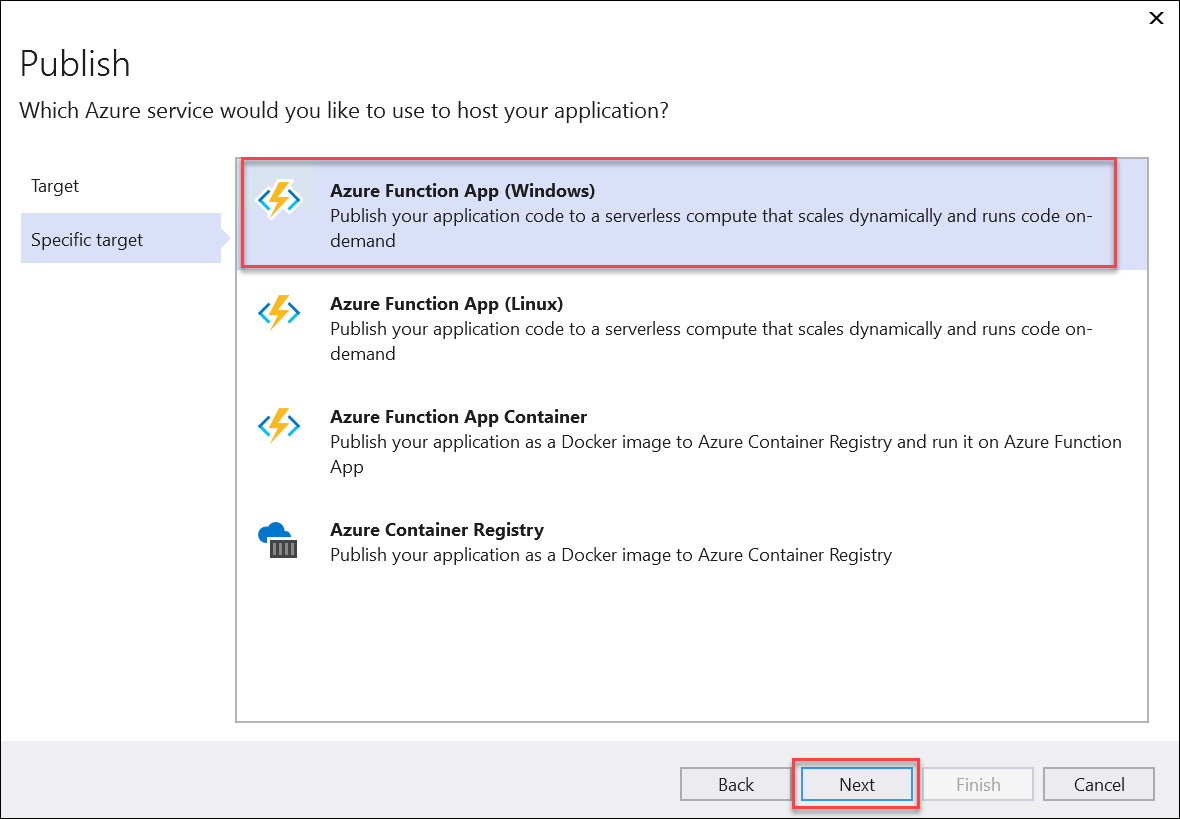 Publish
Which Azure service would you like to use to host your application?
Target
Specific target
Azure Function App (Windows)
Publish your application code to a serverless compute that scales dynamically and runs code on-
demand
Azure Function App (Linux)
Publish your application code to a serverless compute that scales dynamically and runs code on-
demand
Azure Function App Container
Publish your application as a Docker image to Azure Container Registry and run it on Azure Function
App
Azure Container Registry
Publish your application as a Docker image to Azure Container Registry
Back
Next
Finish
Cancel